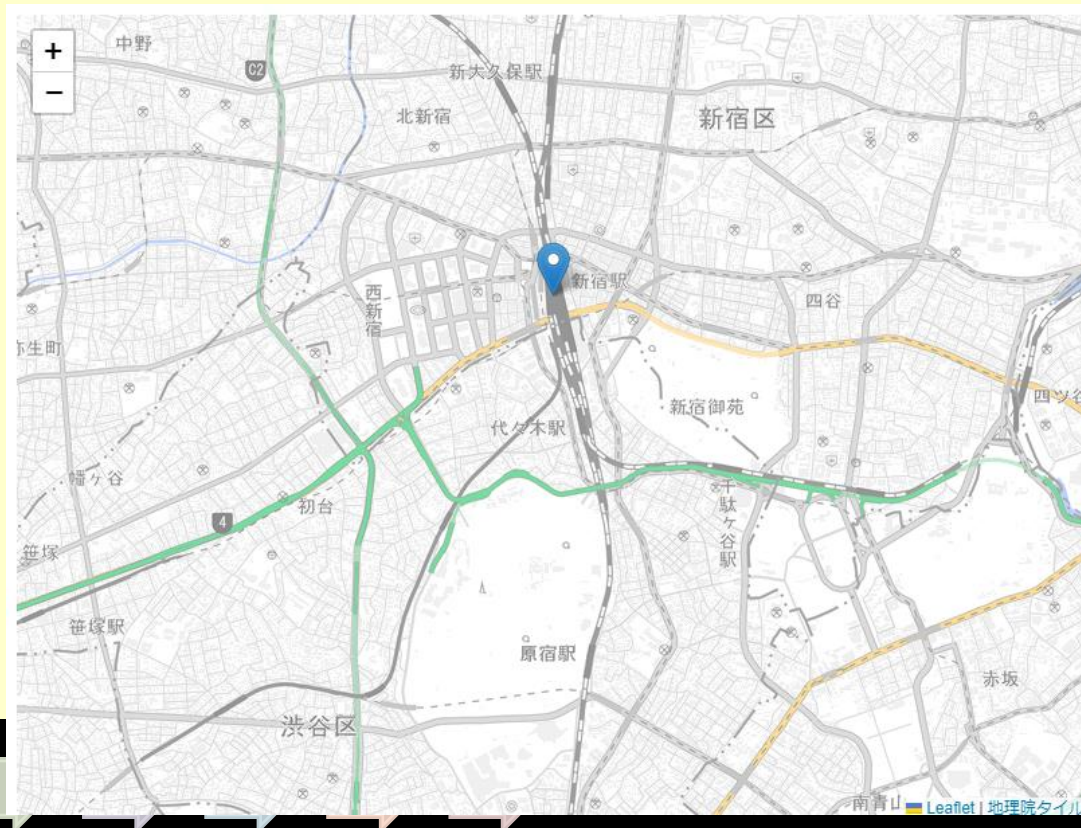 +
−
中野
C2
新大久保駅
北新宿
新宿区
新宿駅
西新宿
四谷
弥生町
新宿御苑
四ツ谷
代々木駅
幡ケ谷
初台
4
千駄ケ谷駅
笹塚
笹塚駅
原宿駅
赤坂
渋谷区
南青山
Leaflet | 地理院タイル